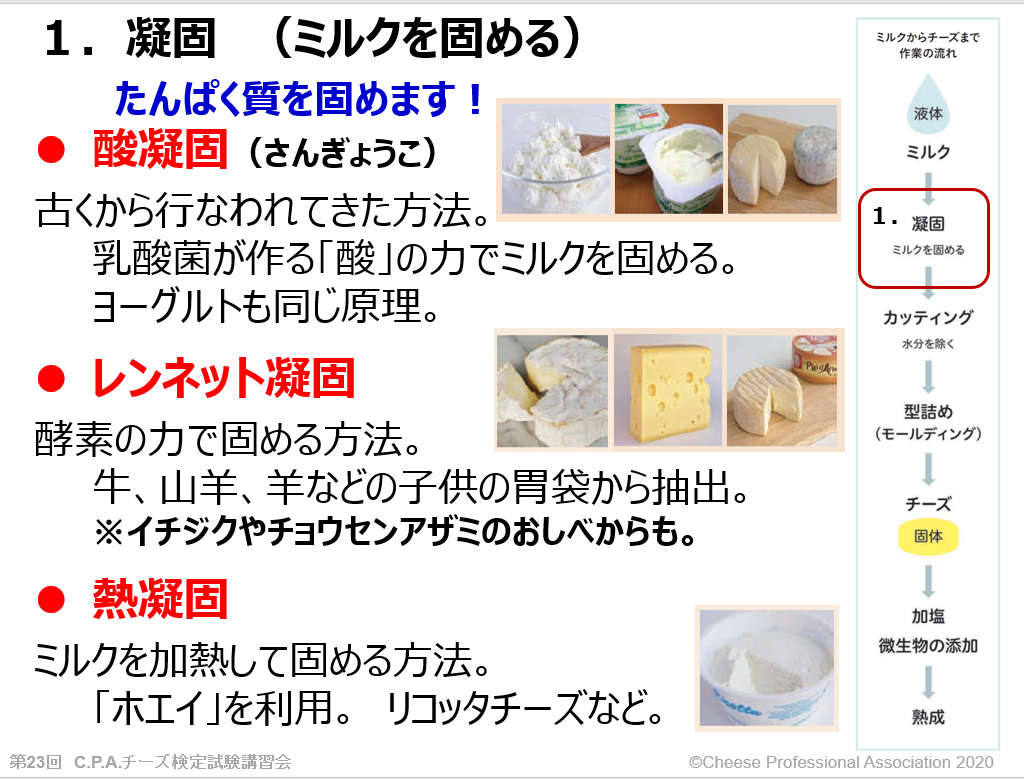 １．凝固　（ミルクを固める）
たんぱく質を固めます！
● 酸凝固（さんぎょうこ）
古くから行なわれてきた方法。
乳酸菌が作る「酸」の力でミルクを固める。
ヨーグルトも同じ原理。
● レンネット凝固
酵素の力で固める方法。
牛、山羊、羊などの子供の胃袋から抽出。
※イチジクやチョウセンアザミのおしべからも。
● 熱凝固
ミルクを加熱して固める方法。
「ホエイ」を利用。　リコッタチーズなど。
ミルクからチーズまで
作業の流れ
液体
ミルク
１．凝固
ミルクを固める
カッティング
水分を除く
型詰め
（モールディング）
チーズ
固体
加塩
微生物の添加
熟成
第23回　C.P.A.チーズ検定試験講習会
©Cheese Professional Association 2020